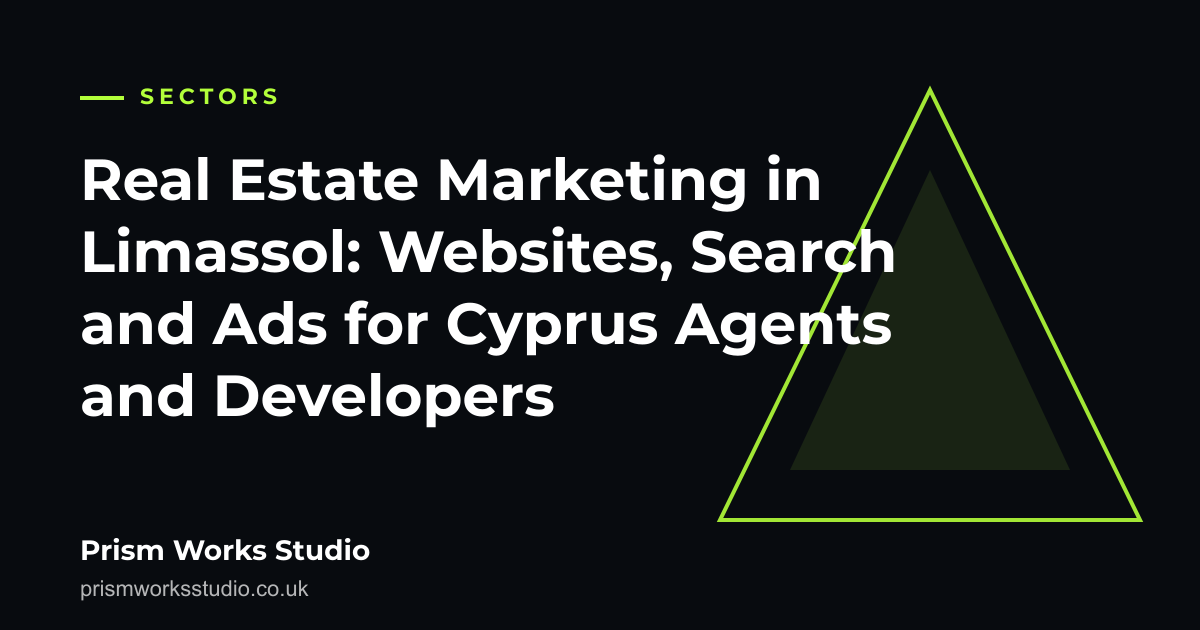 SECTORS
Real Estate Marketing in
Limassol: Websites, Search
and Ads for Cyprus Agents
and Developers
Prism Works Studio
prismworksstudio.co.uk